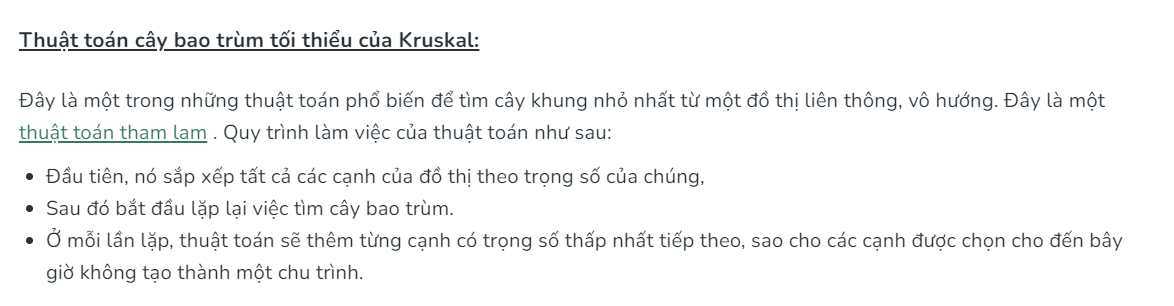 Thuật toán cây bao trùm tối thiểu của Kruskal:
Đây là một trong những thuật toán phổ biến để tìm cây khung nhỏ nhất từ một đồ thị liên thông, vô hướng. Đây là một
thuật toán tham lam . Quy trình làm việc của thuật toán như sau:
• Đầu tiên, nó sắp xếp tất cả các cạnh của đồ thị theo trọng số của chúng,
• Sau đó bắt đầu lặp lại việc tìm cây bao trùm.
• Ở mỗi lần lặp, thuật toán sẽ thêm từng cạnh có trọng số thấp nhất tiếp theo, sao cho các cạnh được chọn cho đến bây
giờ không tạo thành một chu trình.